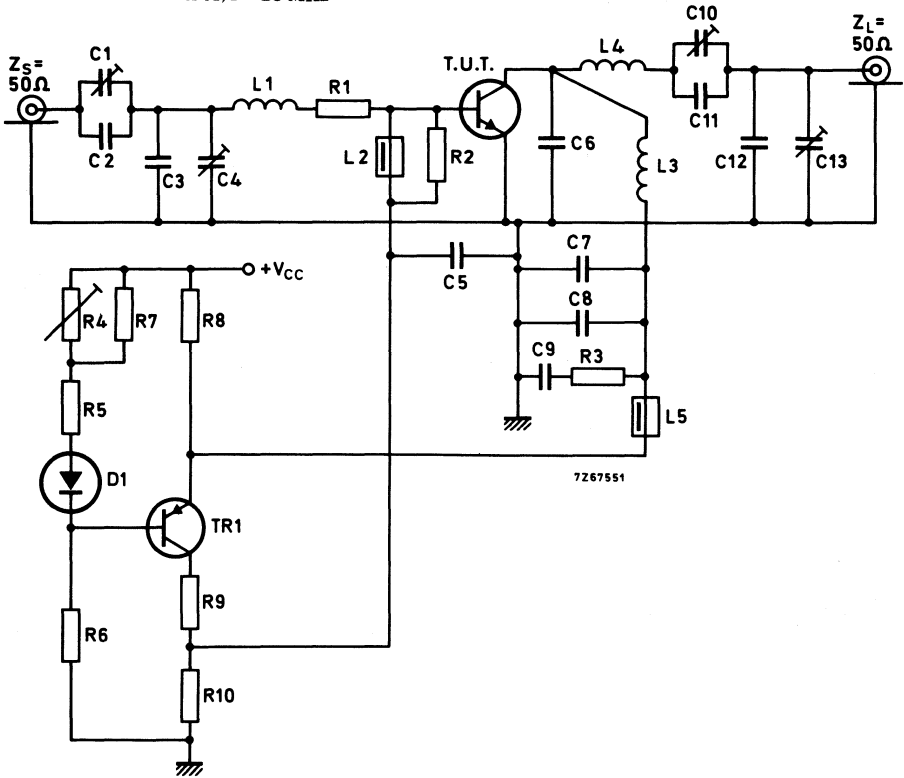 C10
Z_L=
50Ω
Z_S=
50Ω
C1
L4
T.U.T.
L1
R1
C11
C2
L2
R2
C6
C12
C13
C3
C4
L3
C7
+V_CC
C5
C8
R4
R7
R8
C9
R3
R5
L5
D1
7Z67551
TR1
R9
R6
R10